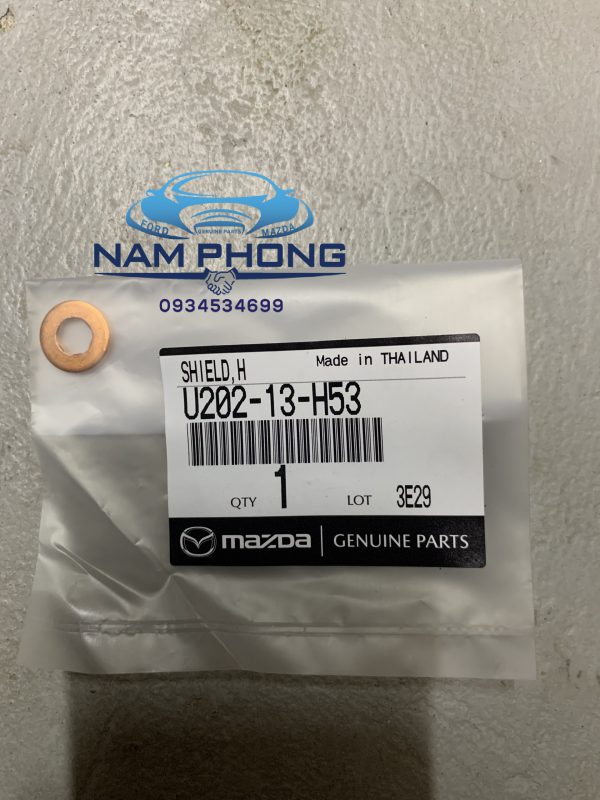 FORD GENUINE PARTS MAZDA
NAM PHONG
0934534699
SHIELD,H Made in THAILAND
U202-13-H53
QTY 1 LOT 3E29
mazda GENUINE PARTS